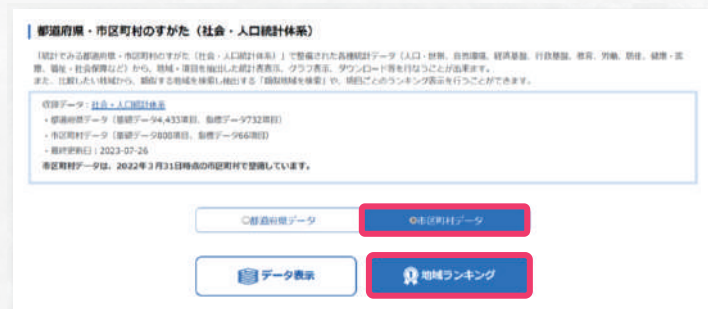 都道府県・市区町村のすがた（社会・人口統計体系）
「統計でみる都道府県・市区町村のすがた（社会・人口統計体系）」で整備された各種統計データ（人口・世帯、自然環境、経済基盤、行政基盤、教育、労働、居住、健康・医
療、福祉・社会保障など）から、地域・項目を抽出した統計表表示、グラフ表示、ダウンロード等を行なうことが出来ます。
また、比較したい地域から、類似する地域を検索し抽出する「類似地域を検索」や、項目ごとのランキング表示を行うことができます。
収録データ：社会・人口統計体系
・都道府県データ（基礎データ4,433項目、指標データ732項目）
・市区町村データ（基礎データ800項目、指標データ66項目）
・最終更新日：2023-07-26
市区町村データは、2022年3月31日時点の市区町村で整備しています。
都道府県データ
市区町村データ
データ表示
地域ランキング